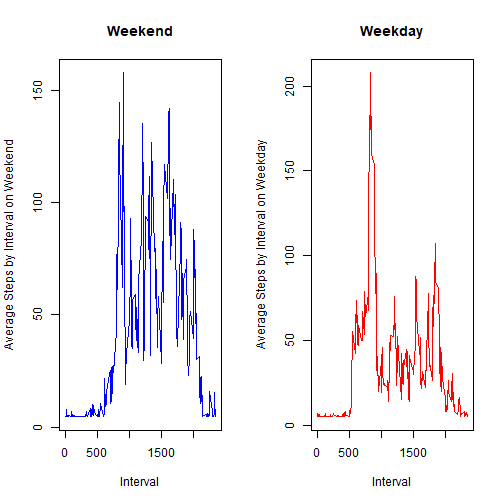 Weekend
Average Steps by Interval on Weekend
150
100
50
0
0 500 1500
Interval
Weekday
Average Steps by Interval on Weekday
200
150
100
50
0
0 500 1500
Interval